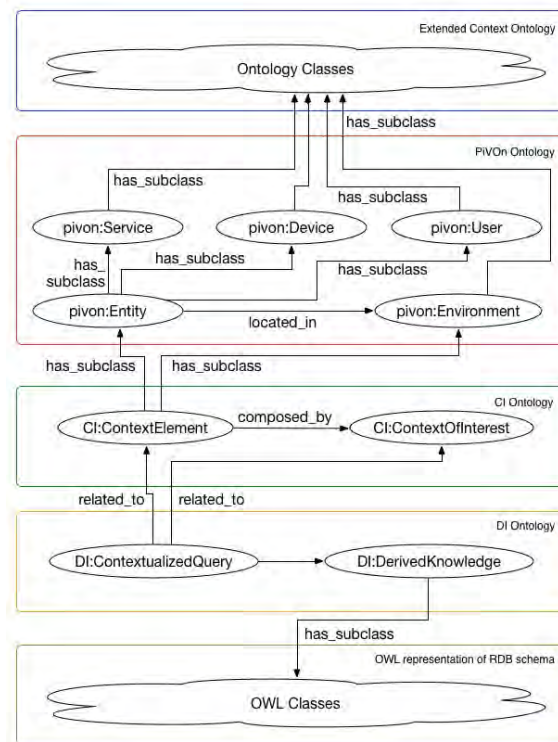 Extended Context Ontology
Ontology Classes
has_subclass
PiVOn Ontology
has_subclass
has_subclass
pivon:Service
pivon:Device
pivon:User
has_
subclass
has_subclass
has_subclass
pivon:Entity
located_in
pivon:Environment
has_subclass
has_subclass
CI Ontology
CI:ContextElement
composed_by
CI:ContextOfInterest
related_to
related_to
DI Ontology
DI:ContextualizedQuery
DI:DerivedKnowledge
has_subclass
OWL representation of RDB schema
OWL Classes